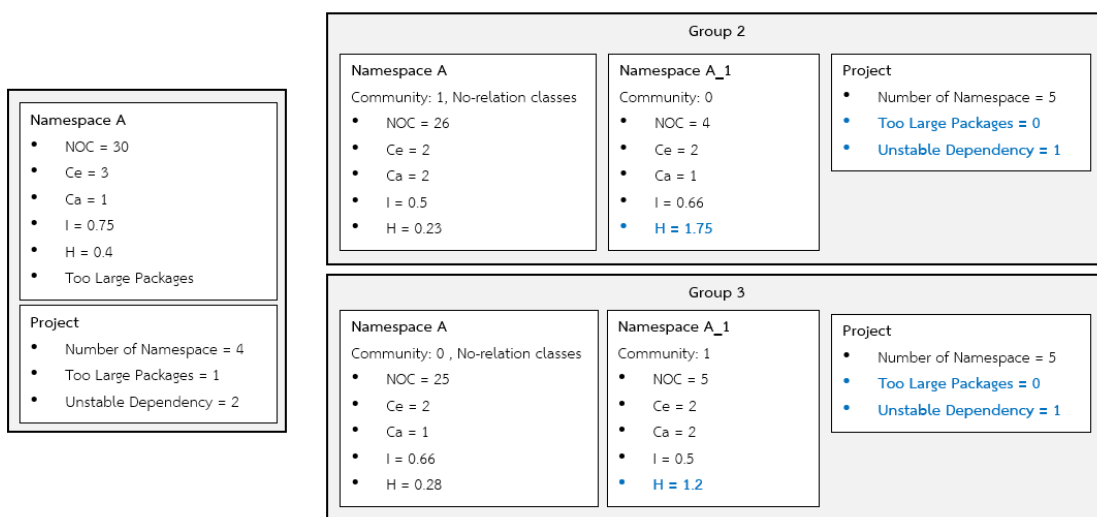 Namespace A
• NOC = 30
• Ce = 3
• Ca = 1
• I = 0.75
• H = 0.4
• Too Large Packages
Project
• Number of Namespace = 4
• Too Large Packages = 1
• Unstable Dependency = 2
Group 2
Namespace A
Community: 1, No-relation classes
• NOC = 26
• Ce = 2
• Ca = 2
• I = 0.5
• H = 0.23
Namespace A_1
Community: 0
• NOC = 4
• Ce = 2
• Ca = 1
• I = 0.66
• H = 1.75
Project
• Number of Namespace = 5
• Too Large Packages = 0
• Unstable Dependency = 1
Group 3
Namespace A
Community: 0 , No-relation classes
• NOC = 25
• Ce = 2
• Ca = 1
• I = 0.66
• H = 0.28
Namespace A_1
Community: 1
• NOC = 5
• Ce = 2
• Ca = 2
• I = 0.5
• H = 1.2
Project
• Number of Namespace = 5
• Too Large Packages = 0
• Unstable Dependency = 1